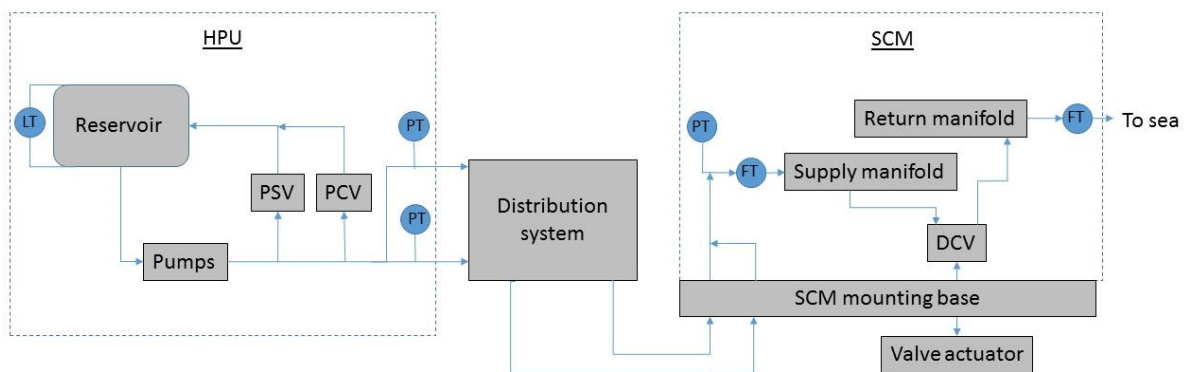 HPU
SCM
LT
Reservoir
PT
PT
Return manifold
FT
To sea
PSV
PCV
FT
Supply manifold
PT
Distribution
system
DCV
Pumps
SCM mounting base
Valve actuator